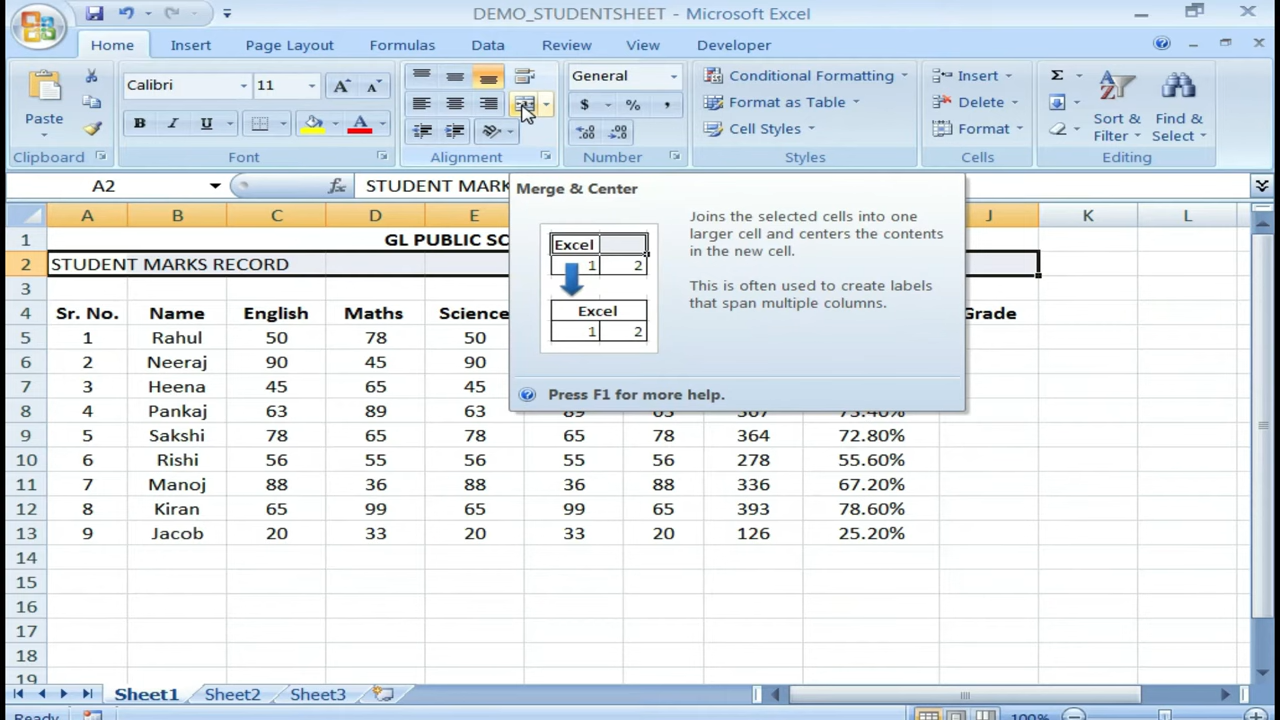 DEMO_STUDENTSHEET - Microsoft Excel
Home Insert Page Layout Formulas Data Review View Developer
Paste
Clipboard
Calibri 11
B I U A
Font
Alignment
General
$ % ,
Number
Conditional Formatting
Format as Table
Cell Styles
Styles
Insert
Delete
Format
Cells
Σ
Sort & Filter
Find & Select
Editing
A2 fx STUDENT MARK
A B C D E J K L
1 GL PUBLIC SC
2 STUDENT MARKS RECORD
3
4 Sr. No. Name English Maths Science Grade
5 1 Rahul 50 78 50
6 2 Neeraj 90 45 90
7 3 Heena 45 65 45
8 4 Pankaj 63 89 63
9 5 Sakshi 78 65 78 65 78 364 72.80%
10 6 Rishi 56 55 56 55 56 278 55.60%
11 7 Manoj 88 36 88 36 88 336 67.20%
12 8 Kiran 65 99 65 99 65 393 78.60%
13 9 Jacob 20 33 20 33 20 126 25.20%
14
15
16
17
18
19
Merge & Center
Excel
1 2
Excel
1 2
Joins the selected cells into one
larger cell and centers the contents
in the new cell.
This is often used to create labels
that span multiple columns.
Press F1 for more help.
Sheet1 Sheet2 Sheet3
Ready 100%